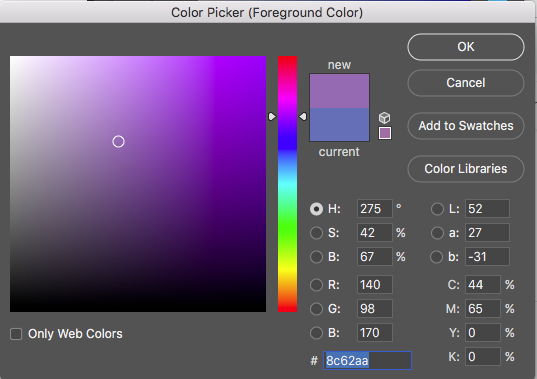 Color Picker (Foreground Color)
new
current
OK
Cancel
Add to Swatches
Color Libraries
H: 275 °
S: 42 %
B: 67 %
R: 140
G: 98
B: 170
# 8c62aa
L: 52
a: 27
b: -31
C: 44 %
M: 65 %
Y: 0 %
K: 0 %
Only Web Colors